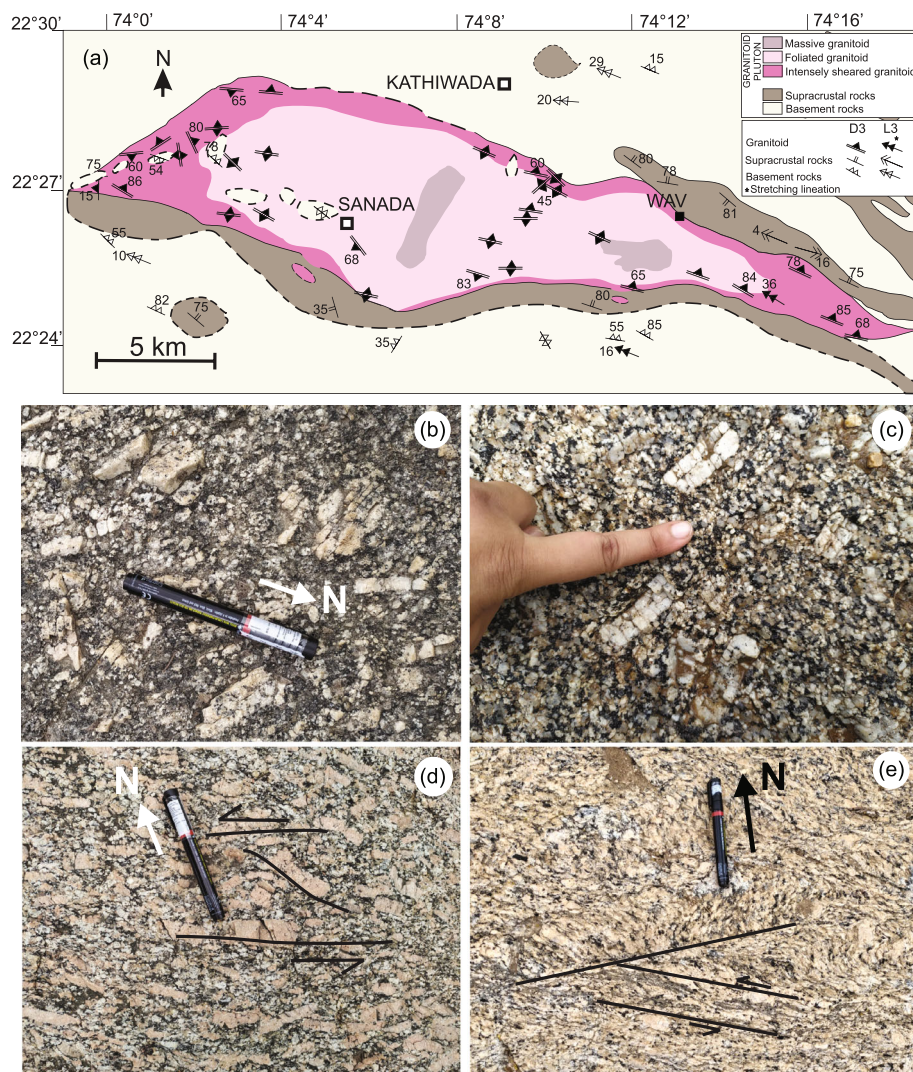 74°0' 74°4' 74°8' 74°12' 74°16'
22°30'
22°27'
22°24'
(a)
N
KATHIWADA
SANADA
WAV
5 km
GRANITOID PLUTON
Massive granitoid
Foliated granitoid
Intensely sheared granitoid
Supracrustal rocks
Basement rocks
D3 L3
Granitoid
Supracrustal rocks
Basement rocks
*Stretching lineation
29 15
20
65
80
78
75 60 54
15 86
60
45
80
78
81
4 16
55
10
68
83
65
84 36
78
75
82 75
35
35
80
55 85
16
85
68
(b)
N
(c)
(d)
N
(e)
N